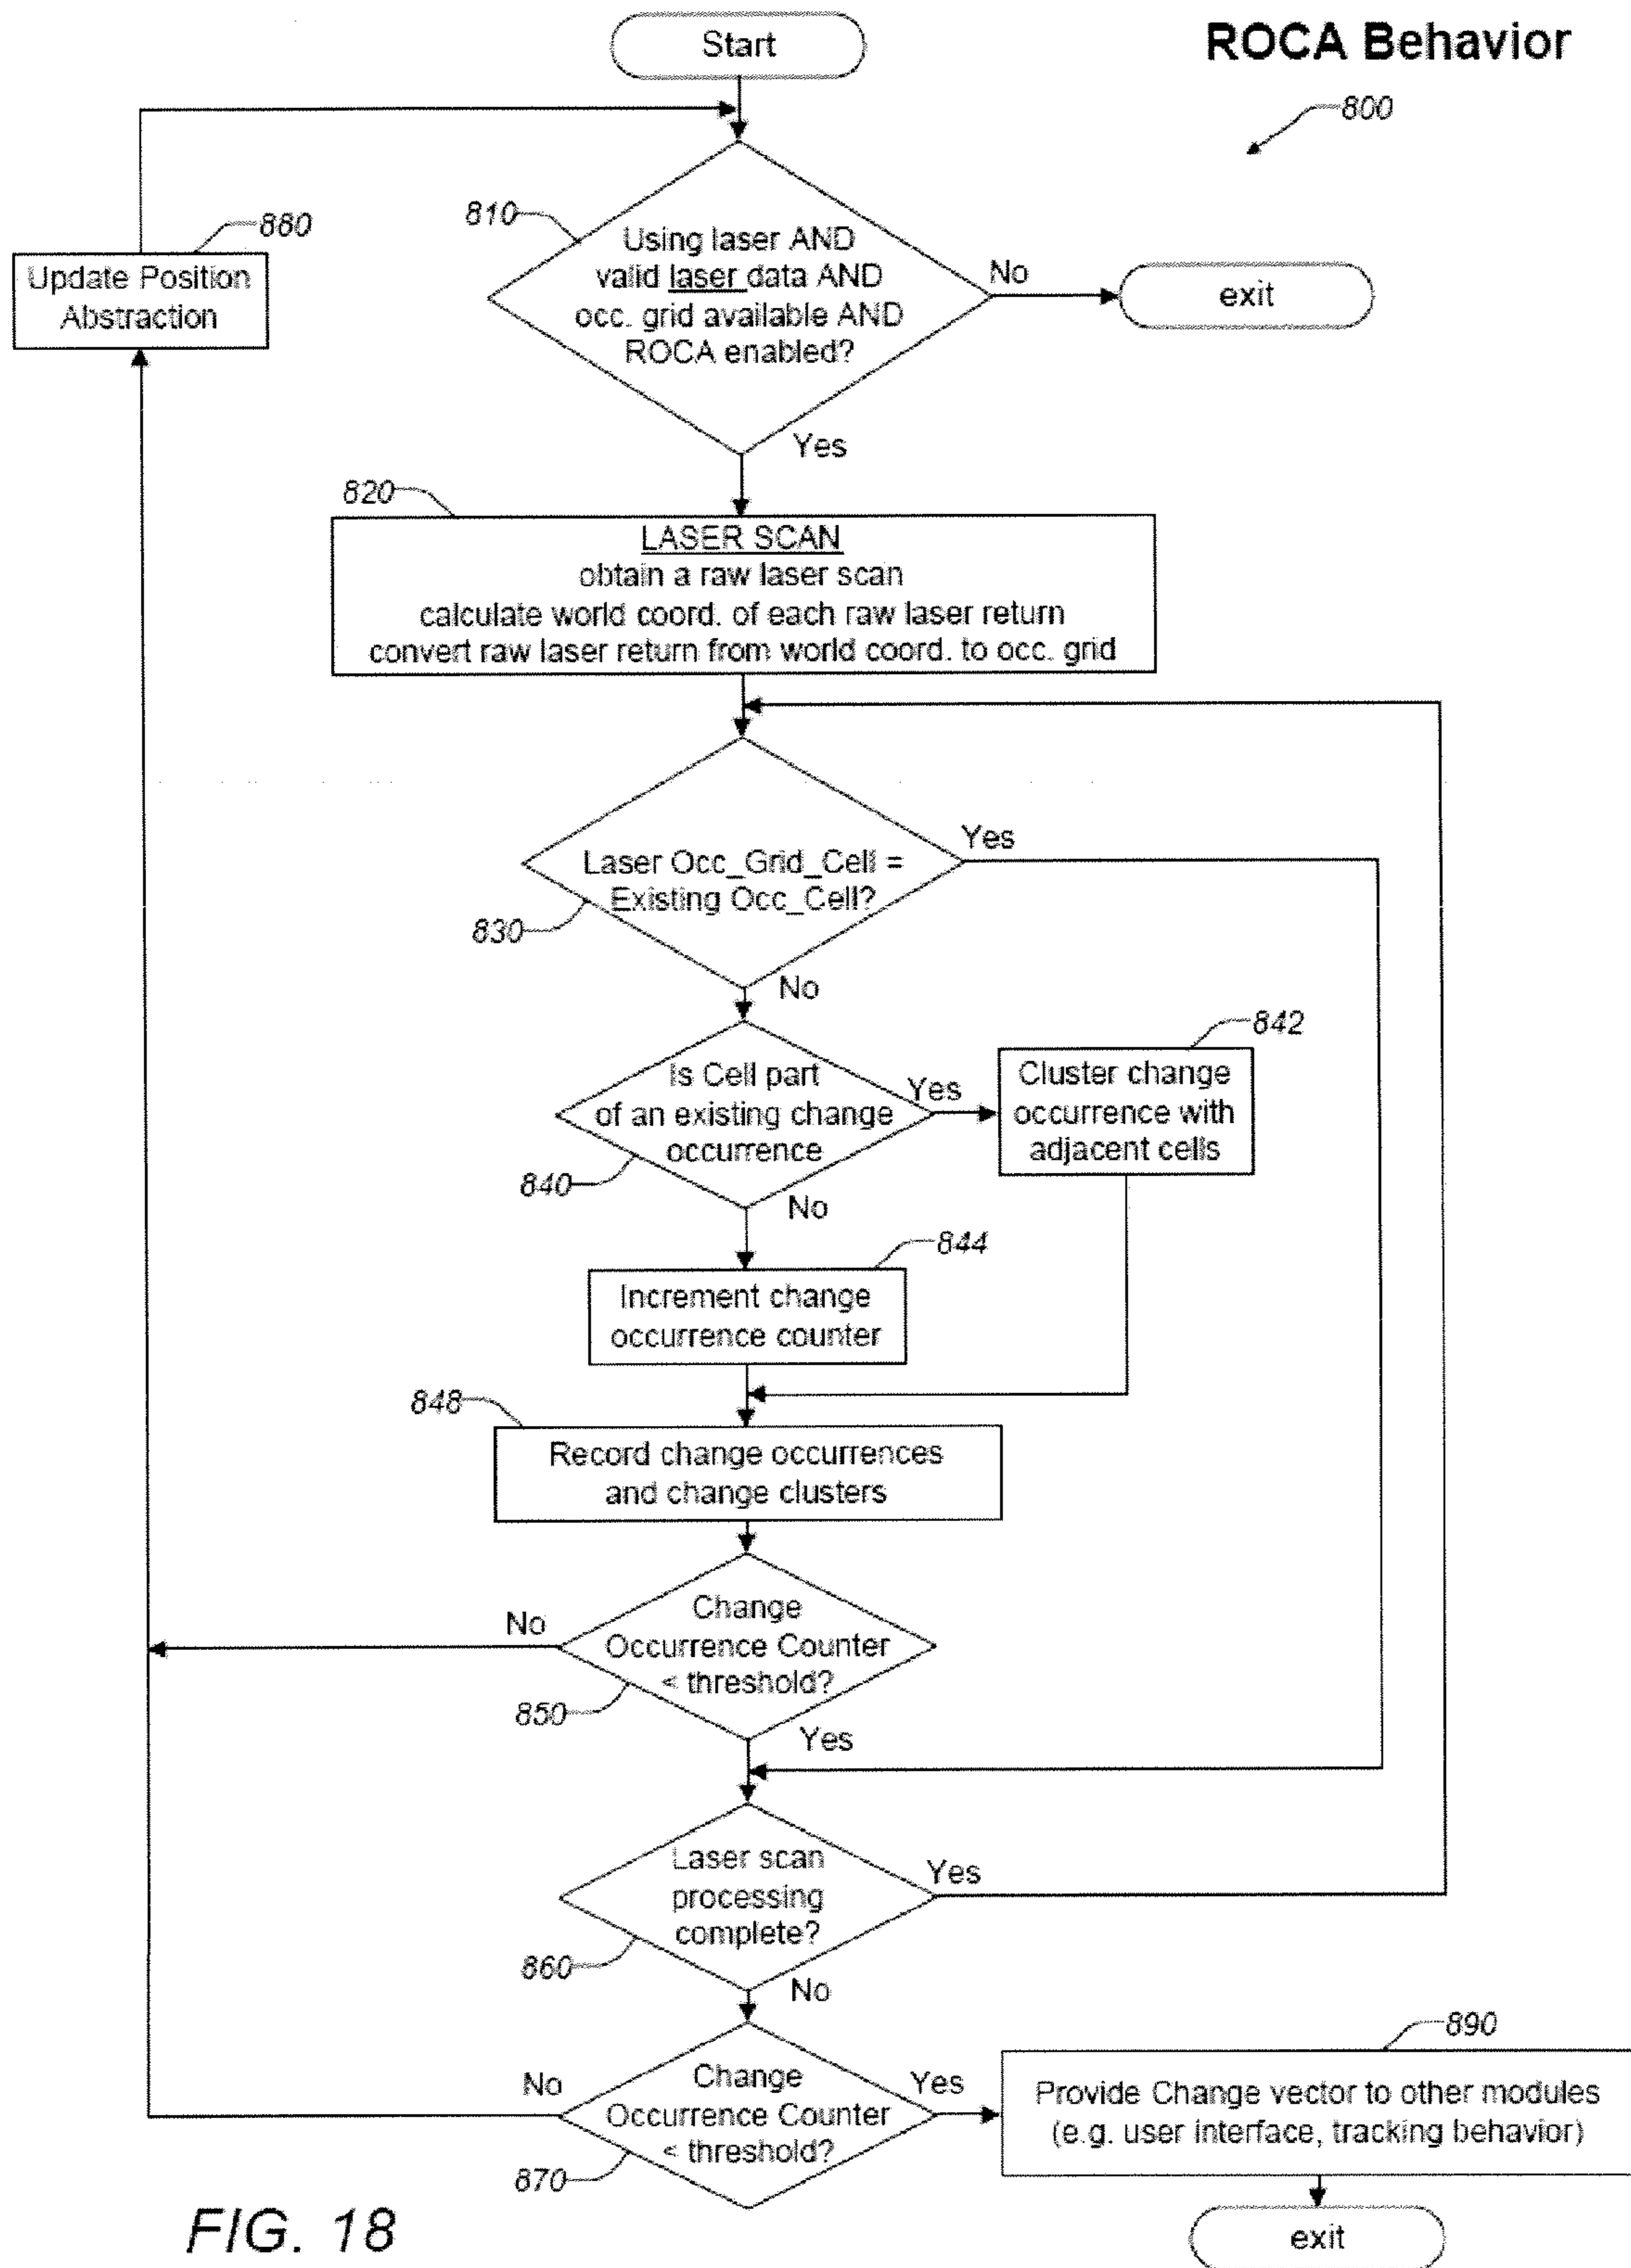 ROCA Behavior
800
Start
810
Using laser AND
valid laser data AND
occ. grid available AND
ROCA enabled?
No
exit
Yes
880
Update Position
Abstraction
820
LASER SCAN
obtain a raw laser scan
calculate world coord. of each raw laser return
convert raw laser return from world coord. to occ. grid
830
Laser Occ_Grid_Cell =
Existing Occ_Cell?
Yes
No
840
Is Cell part
of an existing change
occurrence
Yes
842
Cluster change
occurrence with
adjacent cells
No
844
Increment change
occurrence counter
848
Record change occurrences
and change clusters
850
Change
Occurrence Counter
< threshold?
No
Yes
860
Laser scan
processing
complete?
Yes
No
870
Change
Occurrence Counter
< threshold?
No
Yes
890
Provide Change vector to other modules
(e.g. user interface, tracking behavior)
exit
FIG. 18